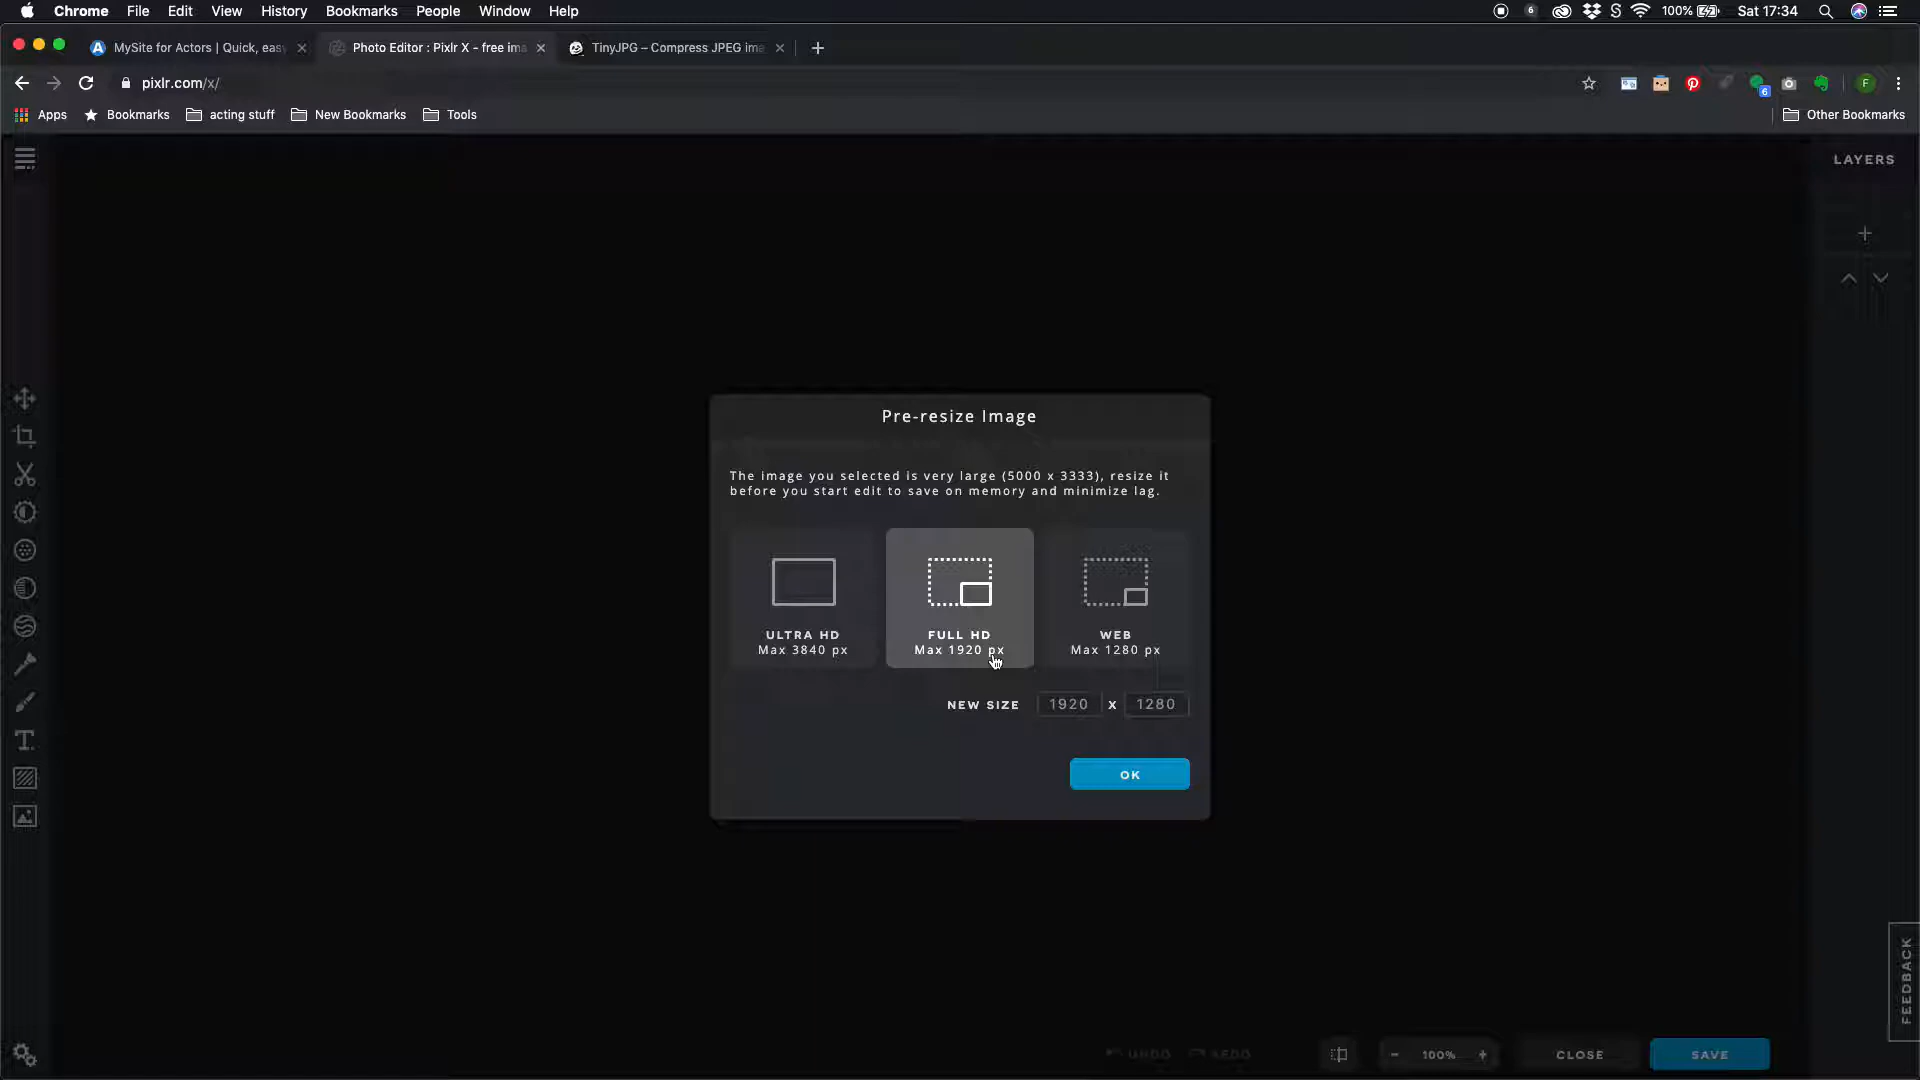 Chrome File Edit View History Bookmarks People Window Help
6 S 100% Sat 17:34
MySite for Actors | Quick, easy
Photo Editor : Pixlr X - free ima
TinyJPG – Compress JPEG ima
pixlr.com/x/
6 F
Apps Bookmarks acting stuff New Bookmarks Tools Other Bookmarks
LAYERS
Pre-resize Image
The image you selected is very large (5000 x 3333), resize it
before you start edit to save on memory and minimize lag.
ULTRA HD
Max 3840 px
FULL HD
Max 1920 px
WEB
Max 1280 px
NEW SIZE 1920 X 1280
OK
FEEDBACK
UNDO REDO 100% CLOSE SAVE